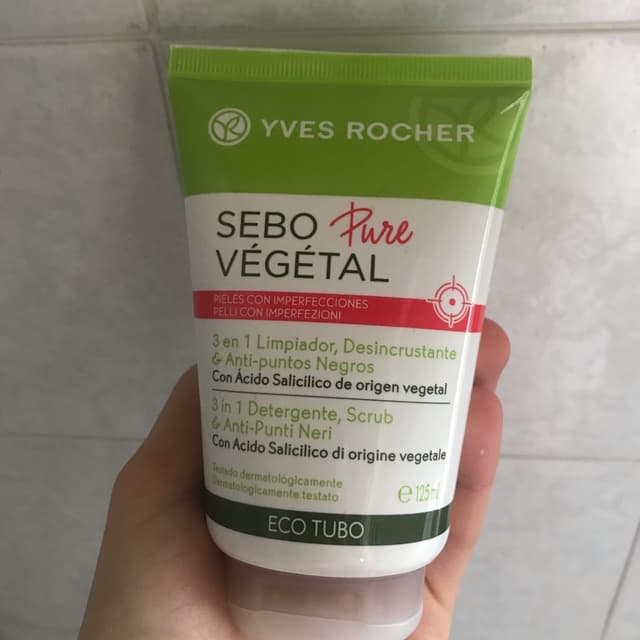 YVES ROCHER
SEBO Pure
VÉGÉTAL
PIELES CON IMPERFECCIONES
PELLI CON IMPERFEZIONI
3 en 1 Limpiador, Desincrustante
& Anti-puntos Negros
Con Ácido Salicílico de origen vegetal
3 in 1 Detergente, Scrub
& Anti-Punti Neri
Con Acido Salicilico di origine vegetale
Testado dermatológicamente
Dermatologicamente testato
℮ 125 ml
ECO TUBO